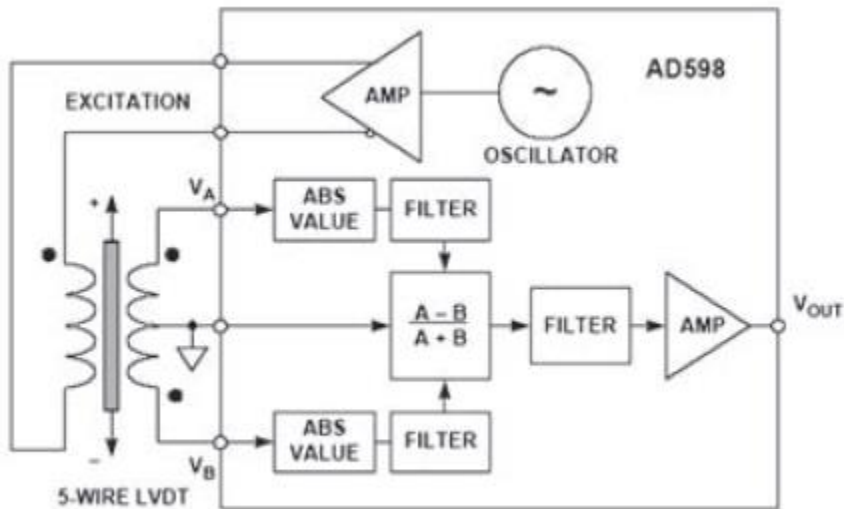 AD598
AMP
~
EXCITATION
OSCILLATOR
VA
ABS
VALUE
FILTER
+
A – B
A + B
FILTER
AMP
VOUT
ABS
VALUE
FILTER
–
VB
5-WIRE LVDT